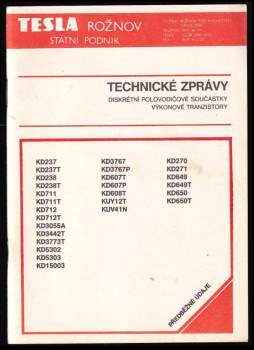 TESLA ROŽNOV
STÁTNÍ PODNIK
TECHNICKÉ ZPRÁVY
DISKRÉTNÍ POLOVODIČOVÉ SOUČÁSTKY
VÝKONOVÉ TRANZISTORY
KD237
KD237T
KD238
KD238T
KD711
KD711T
KD712
KD712T
KD3055A
KD3442T
KD3773T
KD5302
KD5303
KD15003
KD3767
KD3767P
KD607T
KD607P
KD608T
KUY12T
KUV41N
KD270
KD271
KD649
KD649T
KD650
KD650T
PŘEDBĚŽNÉ ÚDAJE